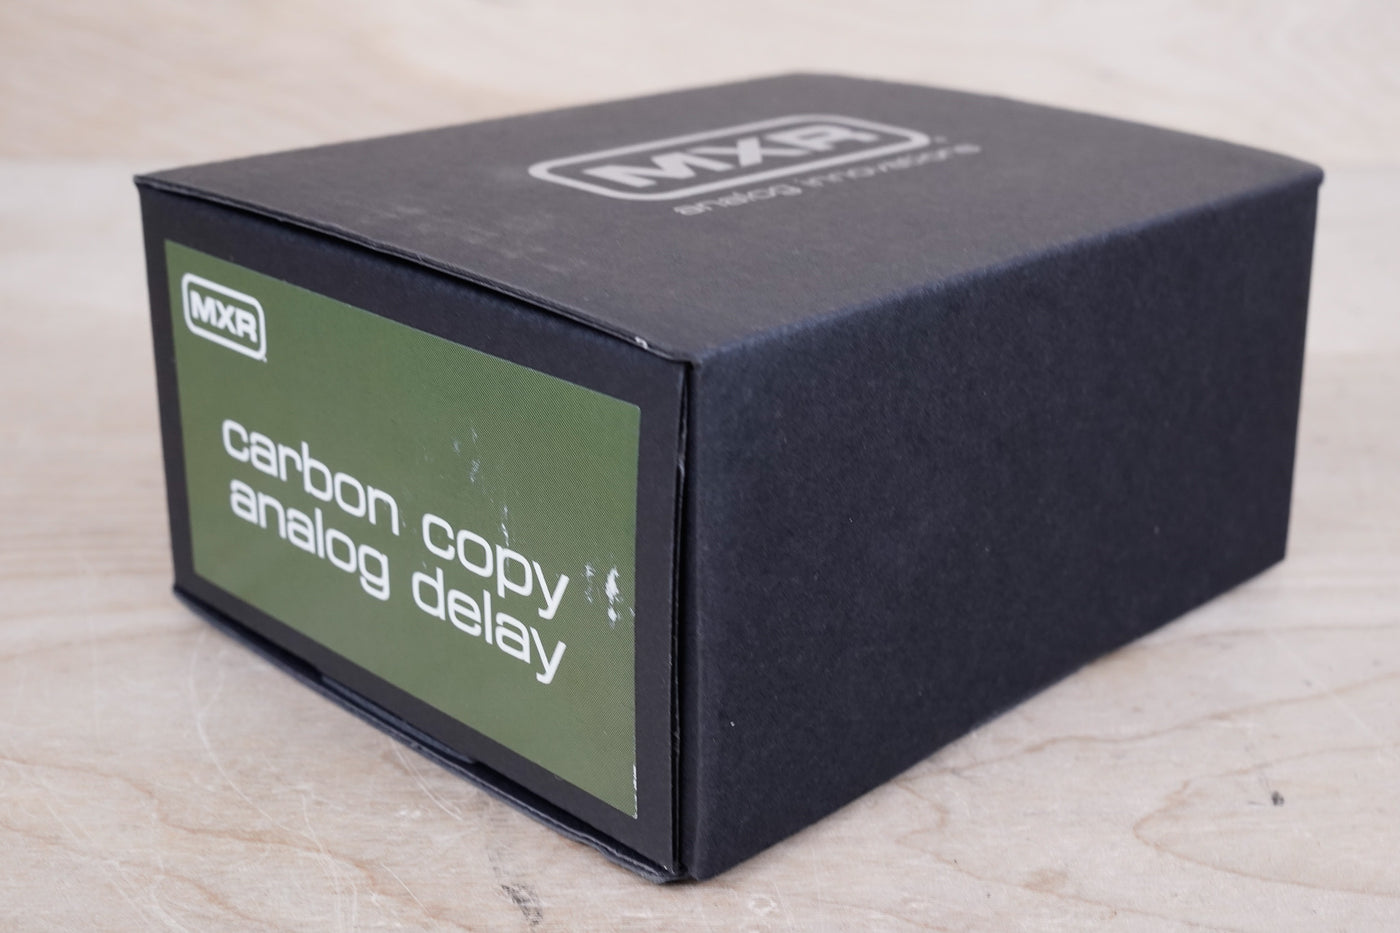 MXR
analog innovations
MXR
carbon copy
analog delay